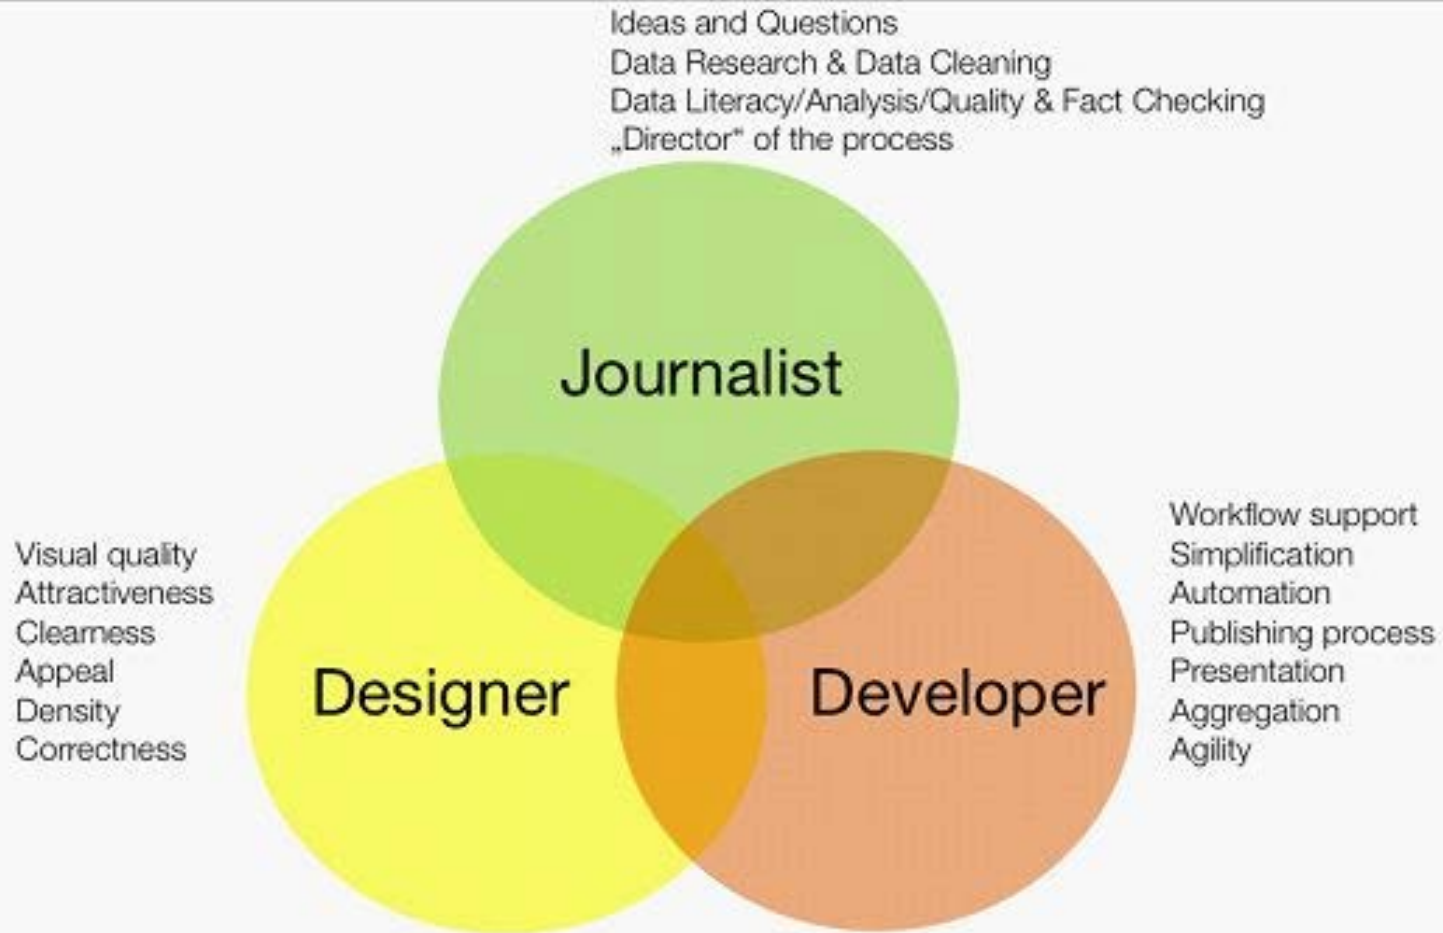 Ideas and Questions
Data Research & Data Cleaning
Data Literacy/Analysis/Quality & Fact Checking
„Director“ of the process
Journalist
Designer
Developer
Visual quality
Attractiveness
Clearness
Appeal
Density
Correctness
Workflow support
Simplification
Automation
Publishing process
Presentation
Aggregation
Agility